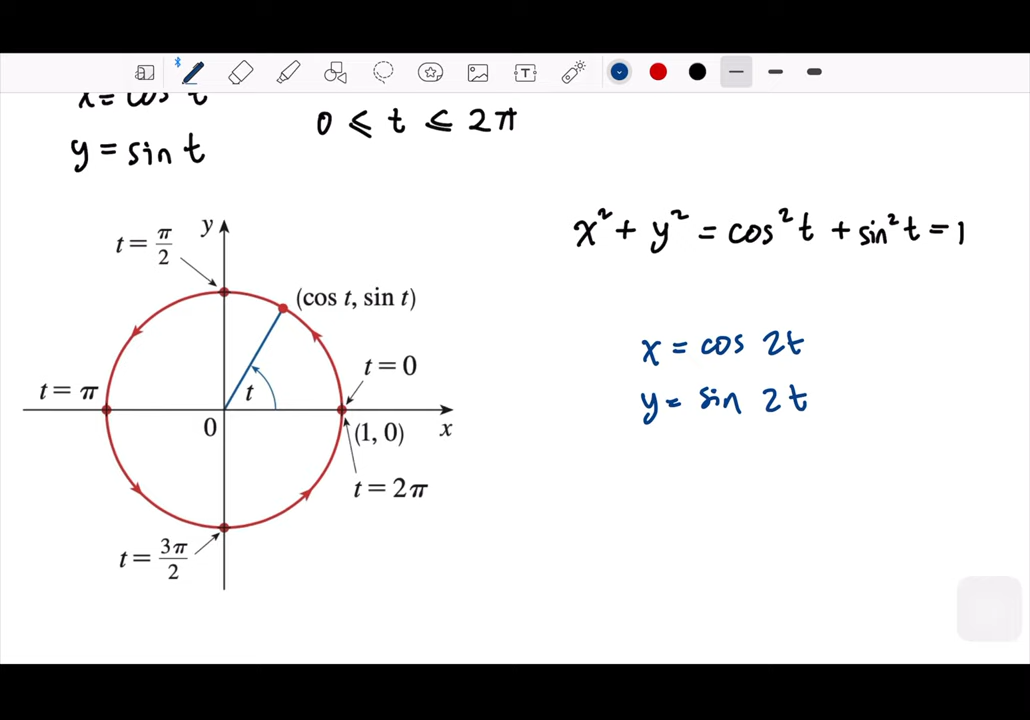 x = cos t
y = sin t
0 ≤ t ≤ 2π
x² + y² = cos² t + sin² t = 1
x = cos 2t
y = sin 2t
y
t = π/2
(cos t, sin t)
t = 0
t = π
t
0
(1, 0)
x
t = 2π
t = 3π/2
T